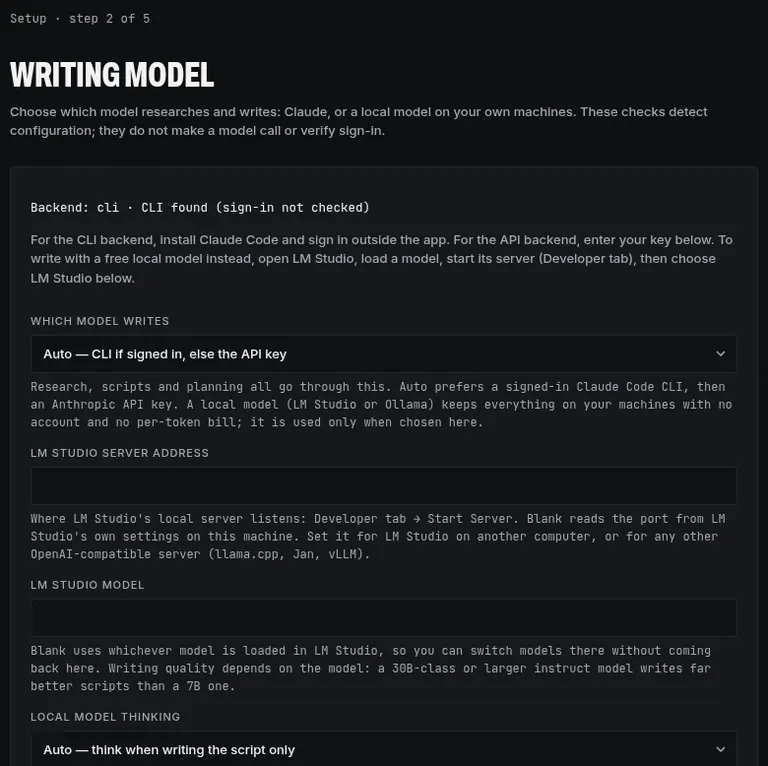 Setup · step 2 of 5
WRITING MODEL
Choose which model researches and writes: Claude, or a local model on your own machines. These checks detect
configuration; they do not make a model call or verify sign-in.
Backend: cli · CLI found (sign-in not checked)
For the CLI backend, install Claude Code and sign in outside the app. For the API backend, enter your key below. To
write with a free local model instead, open LM Studio, load a model, start its server (Developer tab), then choose
LM Studio below.
WHICH MODEL WRITES
Auto — CLI if signed in, else the API key
Research, scripts and planning all go through this. Auto prefers a signed-in Claude Code CLI, then
an Anthropic API key. A local model (LM Studio or Ollama) keeps everything on your machines with no
account and no per-token bill; it is used only when chosen here.
LM STUDIO SERVER ADDRESS
Where LM Studio's local server listens: Developer tab → Start Server. Blank reads the port from LM
Studio's own settings on this machine. Set it for LM Studio on another computer, or for any other
OpenAI-compatible server (llama.cpp, Jan, vLLM).
LM STUDIO MODEL
Blank uses whichever model is loaded in LM Studio, so you can switch models there without coming
back here. Writing quality depends on the model: a 30B-class or larger instruct model writes far
better scripts than a 7B one.
LOCAL MODEL THINKING
Auto — think when writing the script only